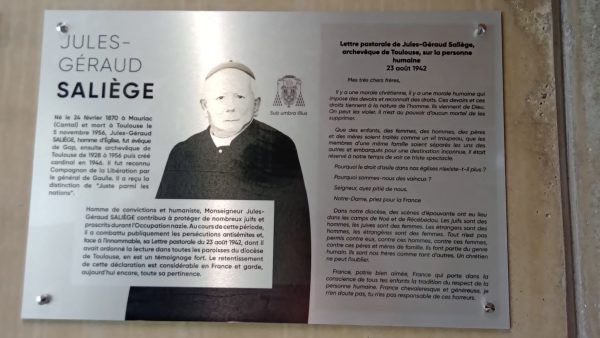 JULES-
GÉRAUD
SALIÈGE
Né le 24 février 1870 à Mauriac
(Cantal) et mort à Toulouse le
5 novembre 1956, Jules-Géraud
SALIÈGE, homme d'Église, fut évêque
de Gap, ensuite archevêque de
Toulouse de 1928 à 1956 puis créé
cardinal en 1946. Il fut reconnu
Compagnon de la Libération par
le général de Gaulle. Il a reçu la
distinction de "Juste parmi les
nations".
Homme de convictions et humaniste, Monseigneur Jules-
Géraud SALIÈGE contribua à protéger de nombreux juifs et
proscrits durant l'Occupation nazie. Au cours de cette période,
il a combattu publiquement les persécutions antisémites et,
face à l'innommable, sa Lettre pastorale du 23 août 1942, dont il
avait ordonné la lecture dans toutes les paroisses du diocèse
de Toulouse, en est un témoignage fort. Le retentissement
de cette déclaration est considérable en France et garde,
aujourd'hui encore, toute sa pertinence.
Sub umbra illius
Lettre pastorale de Jules-Géraud Saliège,
archevêque de Toulouse, sur la personne
humaine
23 août 1942
Mes très chers frères,
Il y a une morale chrétienne, il y a une morale humaine qui
impose des devoirs et reconnaît des droits. Ces devoirs et ces
droits tiennent à la nature de l'homme. Ils viennent de Dieu.
On peut les violer. Il n'est au pouvoir d'aucun mortel de les
supprimer.
Que des enfants, des femmes, des hommes, des pères
et des mères soient traités comme un vil troupeau, que les
membres d'une même famille soient séparés les uns des
autres et embarqués pour une destination inconnue, il était
réservé à notre temps de voir ce triste spectacle.
Pourquoi le droit d'asile dans nos églises n'existe-t-il plus ?
Pourquoi sommes-nous des vaincus ?
Seigneur, ayez pitié de nous.
Notre-Dame, priez pour la France
Dans notre diocèse, des scènes d'épouvante ont eu lieu
dans les camps de Noé et de Récébédou. Les juifs sont des
hommes, les juives sont des femmes. Les étrangers sont des
hommes, les étrangères sont des femmes. Tout n'est pas
permis contre eux, contre ces hommes, contre ces femmes,
contre ces pères et mères de famille. Ils font partie du genre
humain. Ils sont nos frères comme tant d'autres. Un chrétien
ne peut l'oublier.
France, patrie bien aimée, France qui porte dans la
conscience de tous tes enfants la tradition du respect de la
personne humaine. France chevaleresque et généreuse, je
n'en doute pas, tu n'es pas responsable de ces horreurs.